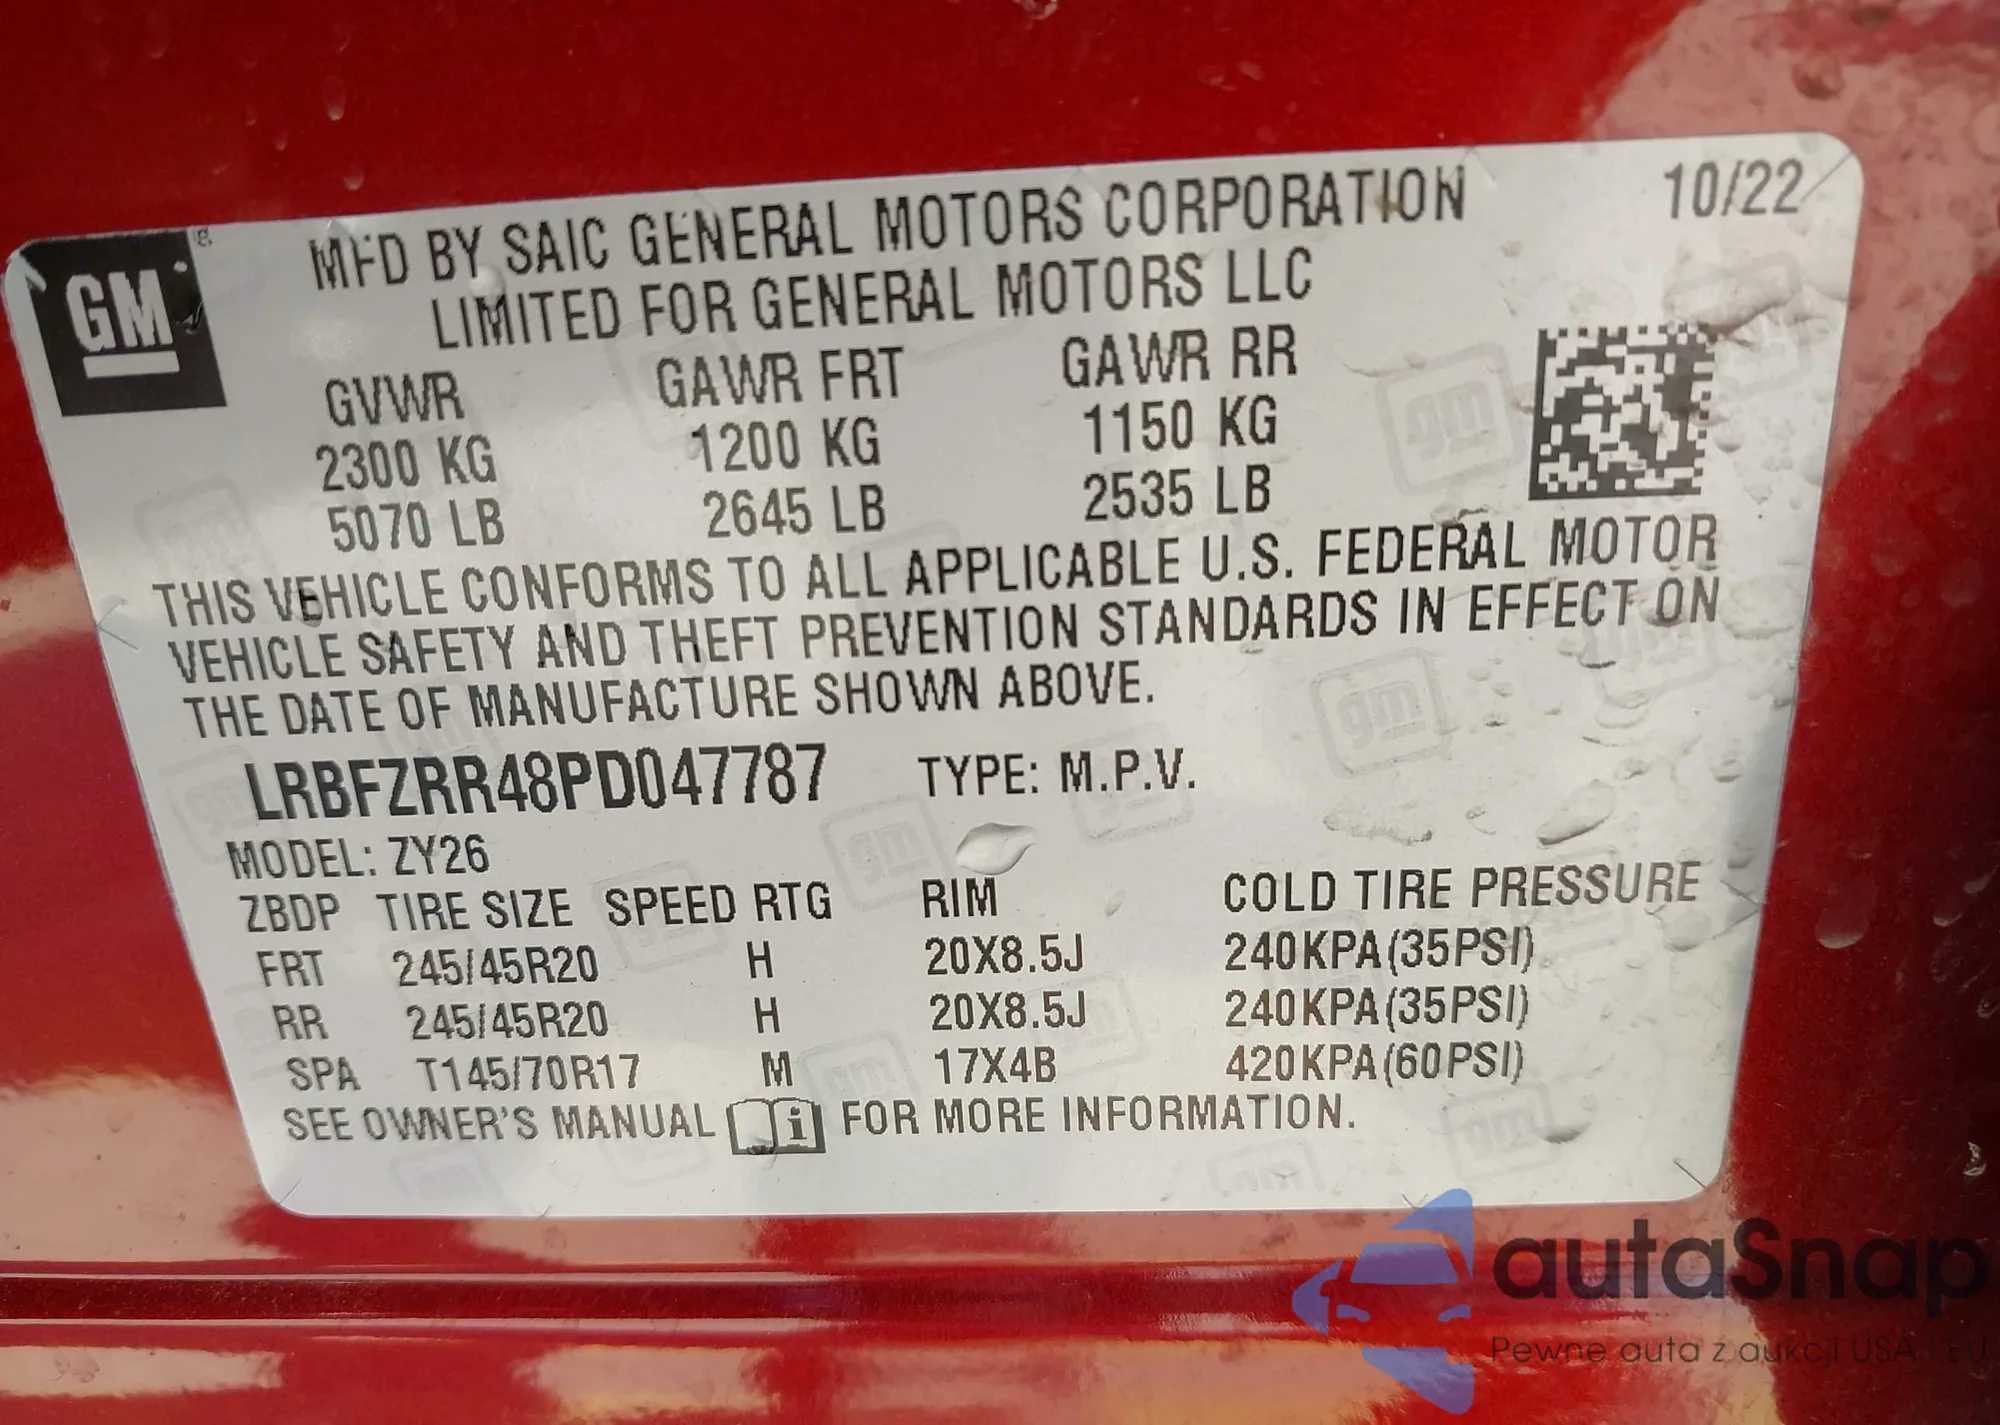 GM
MFD BY SAIC GENERAL MOTORS CORPORATION 10/22
LIMITED FOR GENERAL MOTORS LLC
GVWR GAWR FRT GAWR RR
2300 KG 1200 KG 1150 KG
5070 LB 2645 LB 2535 LB
THIS VEHICLE CONFORMS TO ALL APPLICABLE U.S. FEDERAL MOTOR
VEHICLE SAFETY AND THEFT PREVENTION STANDARDS IN EFFECT ON
THE DATE OF MANUFACTURE SHOWN ABOVE.
LRBFZRR48PD047787 TYPE: M.P.V.
MODEL: ZY26
ZBDP TIRE SIZE SPEED RTG RIM COLD TIRE PRESSURE
FRT 245/45R20 H 20X8.5J 240KPA(35PSI)
RR 245/45R20 H 20X8.5J 240KPA(35PSI)
SPA T145/70R17 M 17X4B 420KPA(60PSI)
SEE OWNER'S MANUAL i FOR MORE INFORMATION.
autaSnap
Pewne auta z aukcji USA i EU